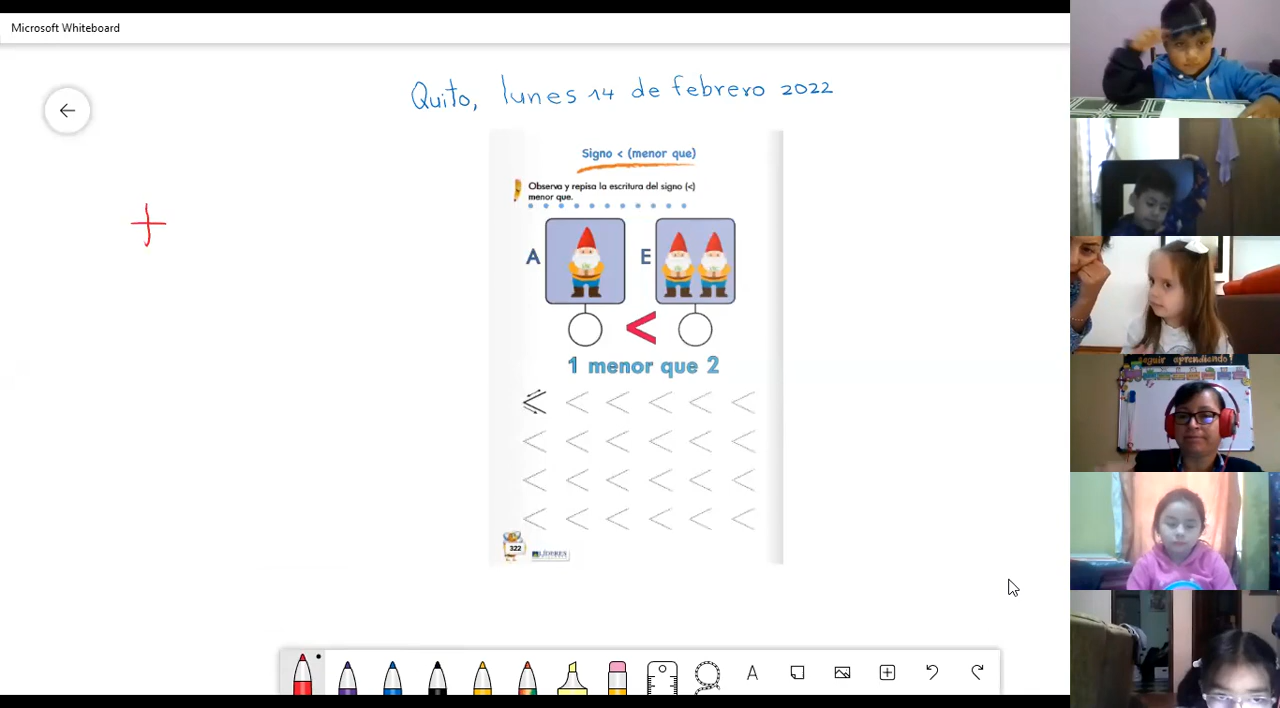 Microsoft Whiteboard
Quito, lunes 14 de febrero 2022
Signo < (menor que)
Observa y repisa la escritura del signo (<)
menor que.
A
E
<
1 menor que 2
< < < < < <
< < < < < <
< < < < < <
< < < < < <
322
LÍDERES
+
seguir aprendiendo!
A